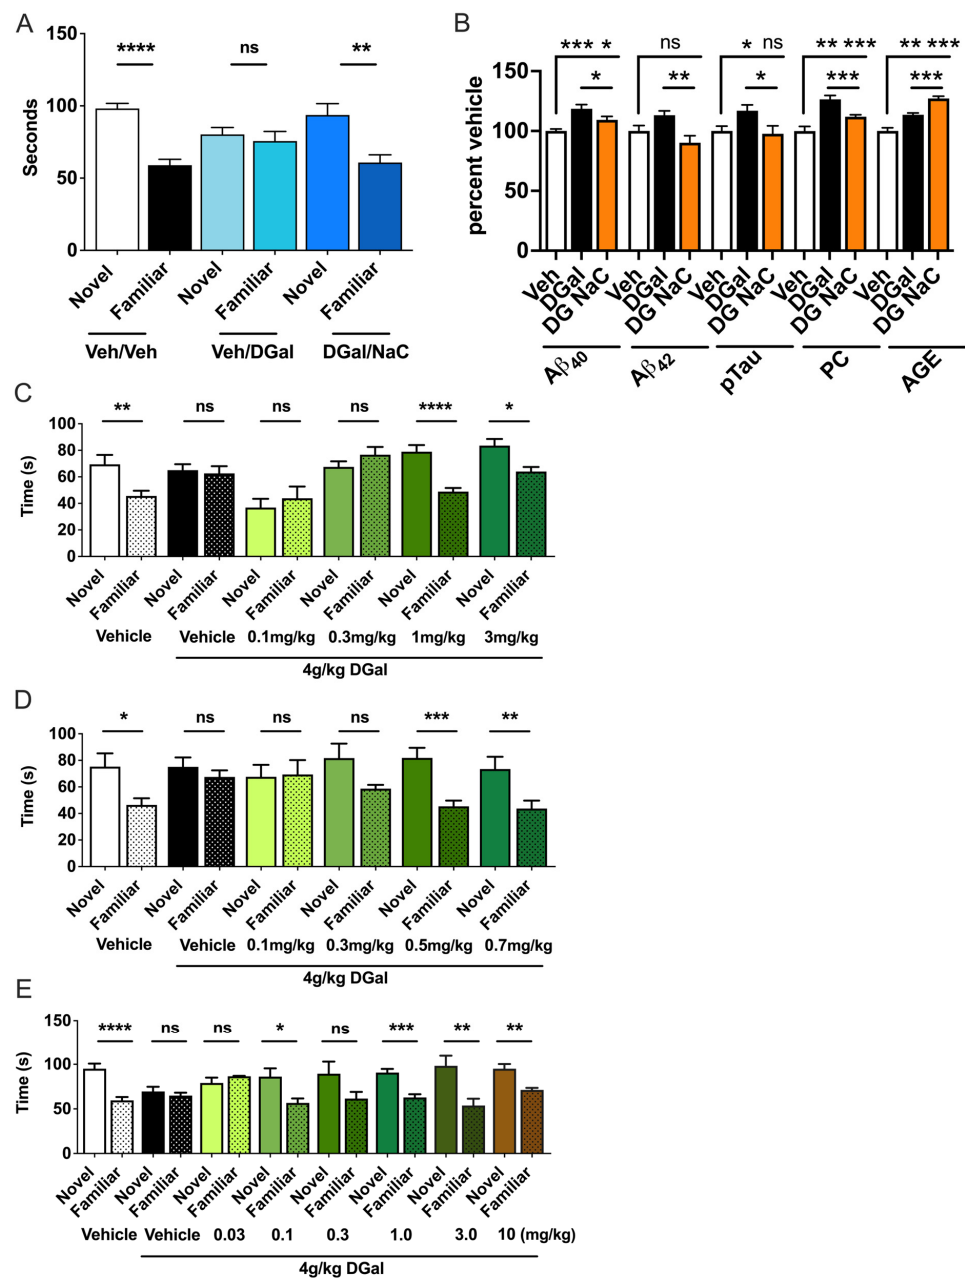 A
150
100
50
0
Seconds
**** ns **
Novel Familiar Novel Familiar Novel Familiar
Veh/Veh Veh/DGal DGal/NaC
B
150
100
50
0
percent vehicle
*** * ns * ns ** *** ** ***
* ** * *** ***
Veh DGal DG NaC Veh DGal DG NaC Veh DGal DG NaC Veh DGal DG NaC Veh DGal DG NaC
Aβ40 Aβ42 pTau PC AGE
C
100
80
60
40
20
0
Time (s)
** ns ns ns **** *
Novel Familiar Novel Familiar Novel Familiar Novel Familiar Novel Familiar Novel Familiar
Vehicle Vehicle 0.1mg/kg 0.3mg/kg 1mg/kg 3mg/kg
4g/kg DGal
D
100
80
60
40
20
0
Time (s)
* ns ns ns *** **
Novel Familiar Novel Familiar Novel Familiar Novel Familiar Novel Familiar Novel Familiar
Vehicle Vehicle 0.1mg/kg 0.3mg/kg 0.5mg/kg 0.7mg/kg
4g/kg DGal
E
150
100
50
0
Time (s)
**** ns ns * ns *** ** **
Novel Familiar Novel Familiar Novel Familiar Novel Familiar Novel Familiar Novel Familiar Novel Familiar Novel Familiar
Vehicle Vehicle 0.03 0.1 0.3 1.0 3.0 10 (mg/kg)
4g/kg DGal